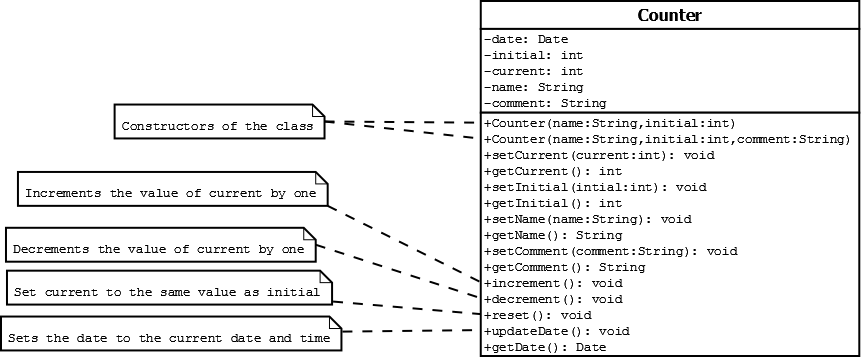 Counter
-date: Date
-initial: int
-current: int
-name: String
-comment: String
+Counter(name:String,initial:int)
+Counter(name:String,initial:int,comment:String)
+setCurrent(current:int): void
+getCurrent(): int
+setInitial(intial:int): void
+getInitial(): int
+setName(name:String): void
+getName(): String
+setComment(comment:String): void
+getComment(): String
+increment(): void
+decrement(): void
+reset(): void
+updateDate(): void
+getDate(): Date
Constructors of the class
Increments the value of current by one
Decrements the value of current by one
Set current to the same value as initial
Sets the date to the current date and time